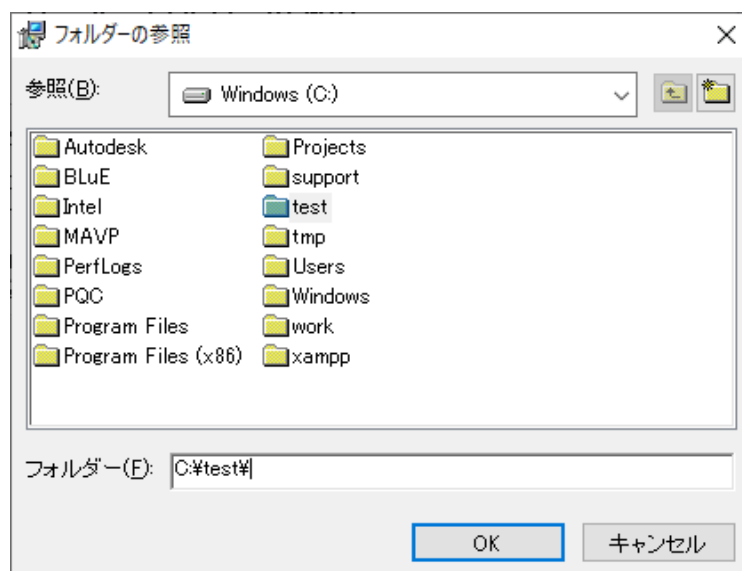 フォルダーの参照
参照(B):
Windows (C:)
Autodesk
BLuE
Intel
MAVP
PerfLogs
PQC
Program Files
Program Files (x86)
Projects
support
test
tmp
Users
Windows
work
xampp
フォルダー(F):
C:¥test¥
OK
キャンセル